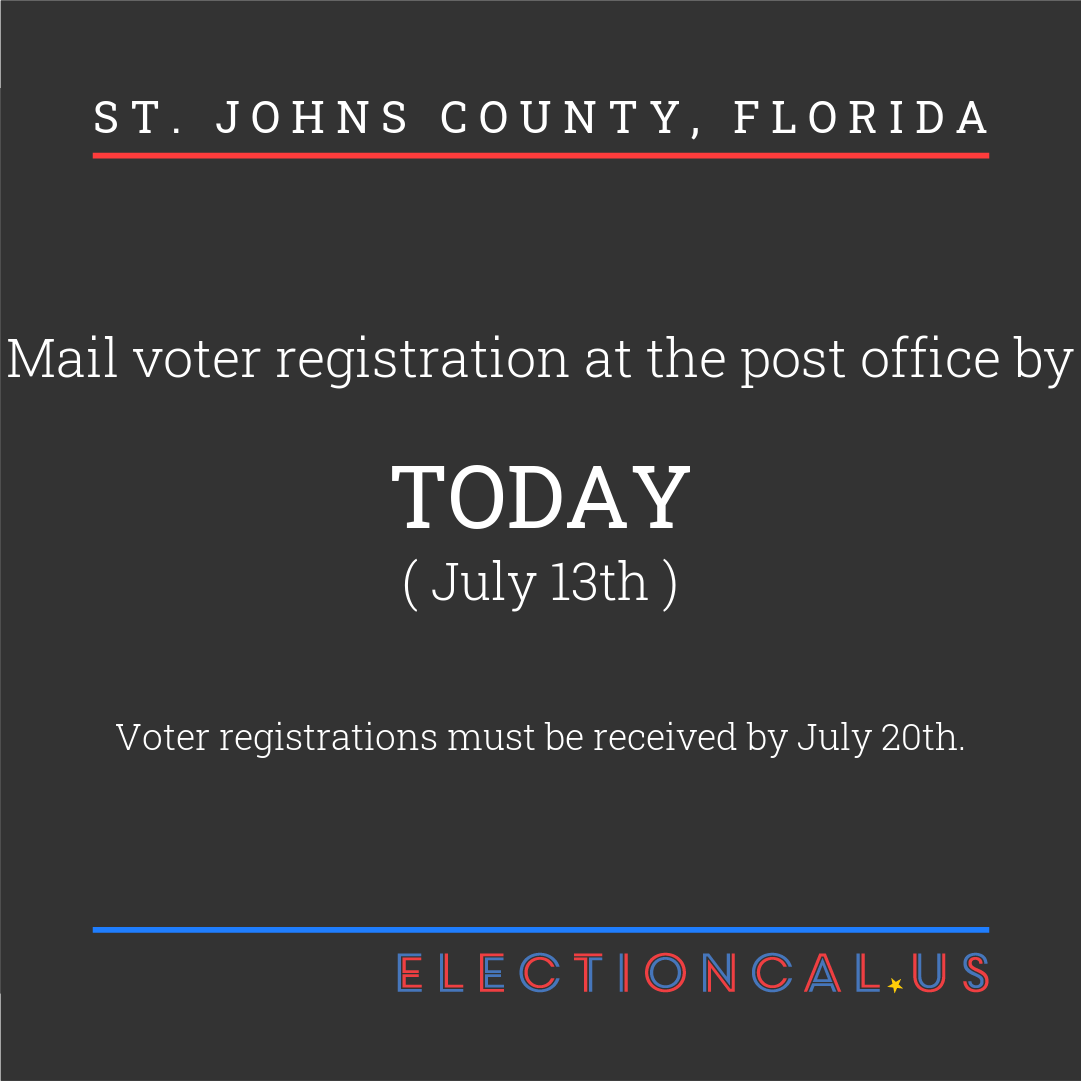 ST. JOHNS COUNTY, FLORIDA
Mail voter registration at the post office by
TODAY
( July 13th )
Voter registrations must be received by July 20th.
ELECTIONCAL.US